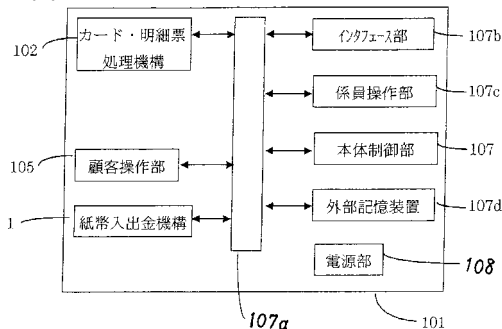 102
カード・明細票
処理機構
インタフェース部
107b
係員操作部
107c
105
顧客操作部
本体制御部
107
1
紙幣入出金機構
外部記憶装置
107d
電源部
108
107a
101